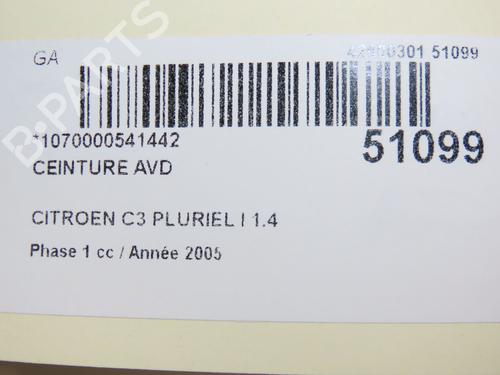 GA
51099
*1070000541442
51099
CEINTURE AVD
CITROEN C3 PLURIEL I 1.4
Phase 1 cc / Année 2005
B-PARTS